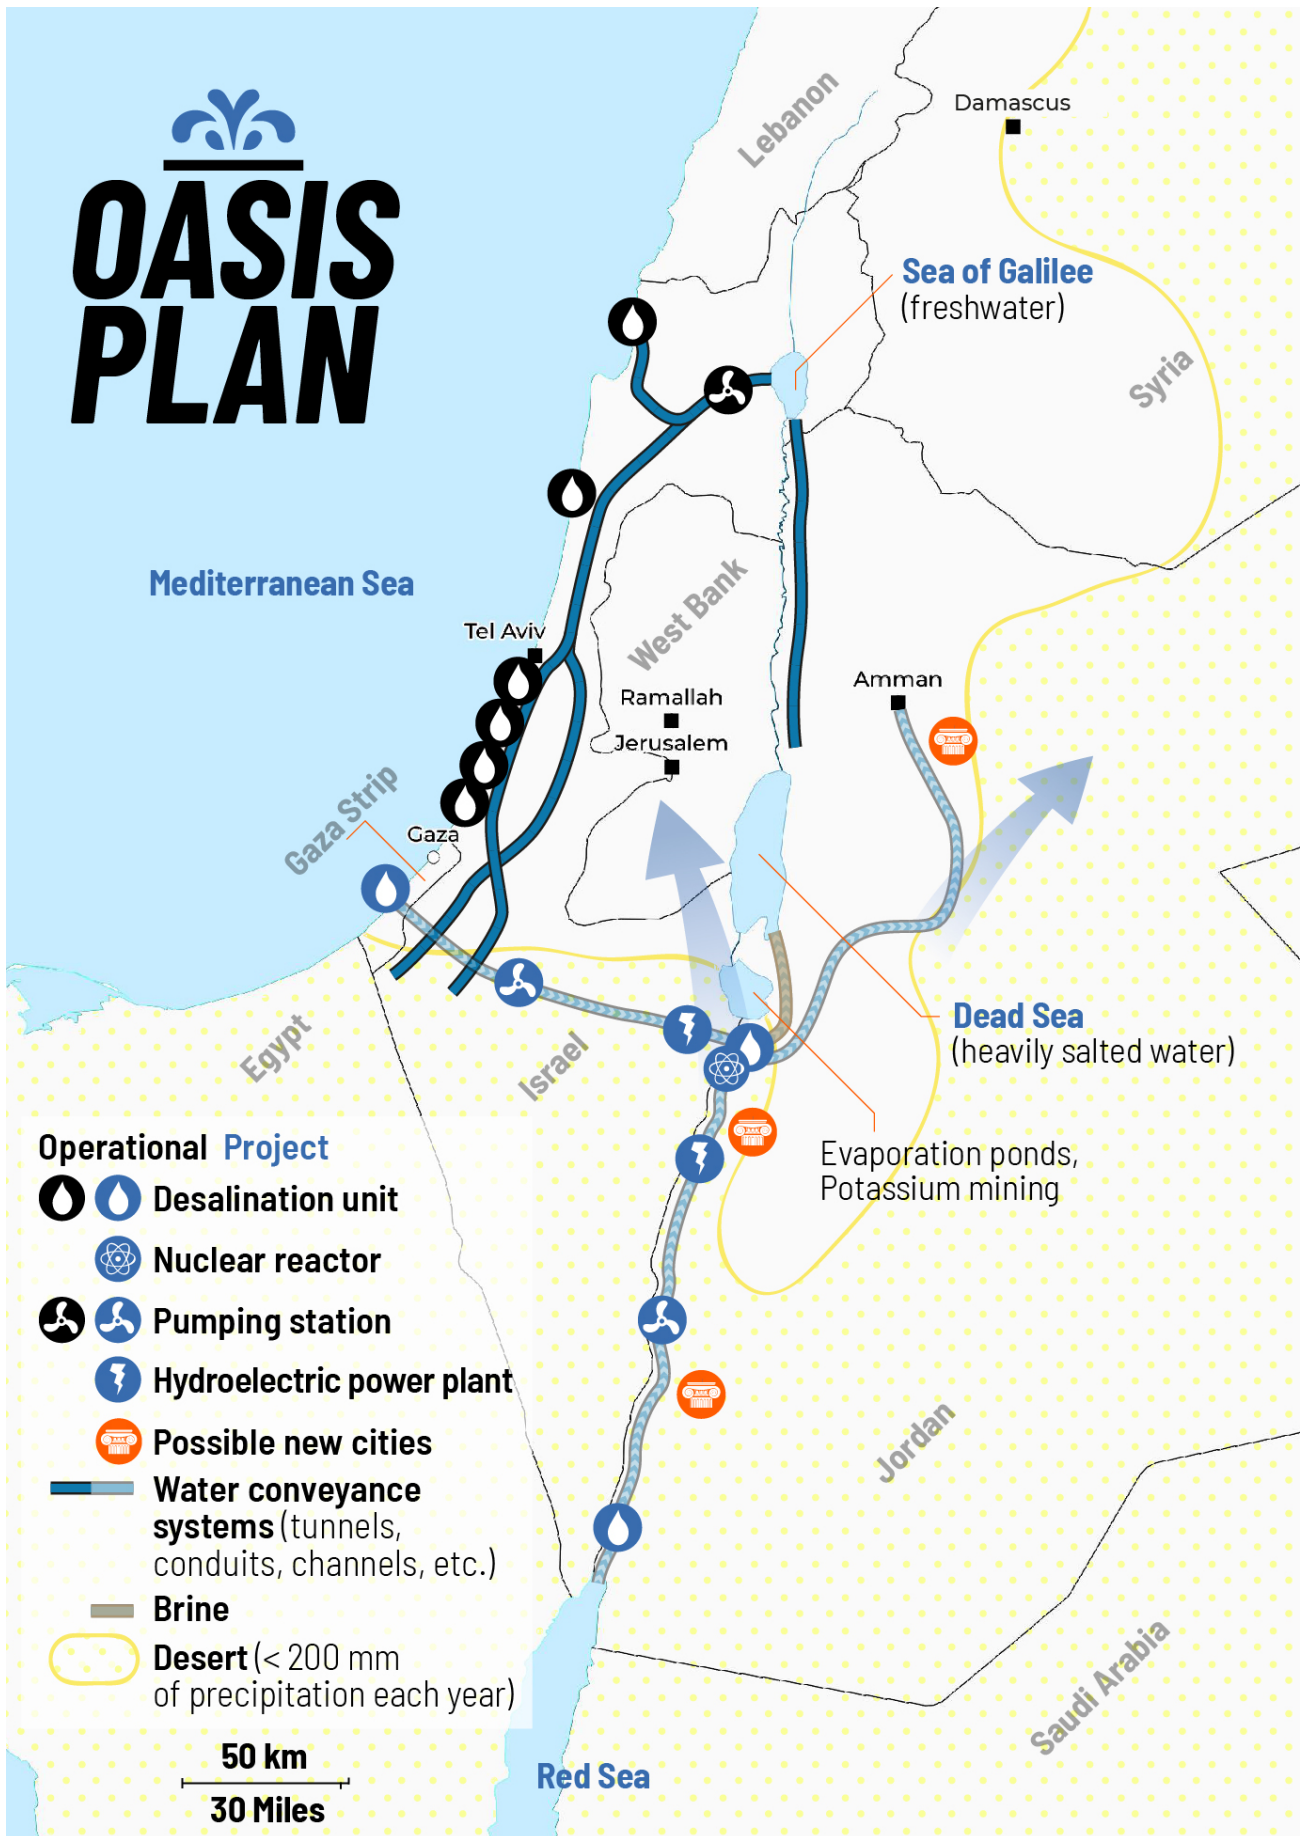 OASIS
PLAN
Lebanon
Damascus
Sea of Galilee
(freshwater)
Syria
Mediterranean Sea
West Bank
Tel Aviv
Ramallah
Jerusalem
Amman
Gaza Strip
Gaza
Dead Sea
(heavily salted water)
Egypt
Israel
Evaporation ponds,
Potassium mining
Operational Project
Desalination unit
Nuclear reactor
Pumping station
Hydroelectric power plant
Possible new cities
Water conveyance
systems (tunnels,
conduits, channels, etc.)
Brine
Desert (< 200 mm
of precipitation each year)
Jordan
Saudi Arabia
50 km
30 Miles
Red Sea